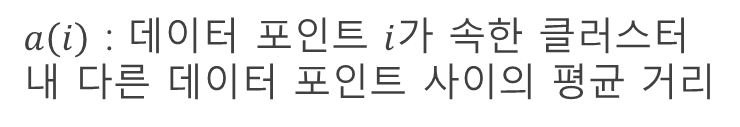 a(i) : 데이터 포인트 i가 속한 클러스터
내 다른 데이터 포인트 사이의 평균 거리